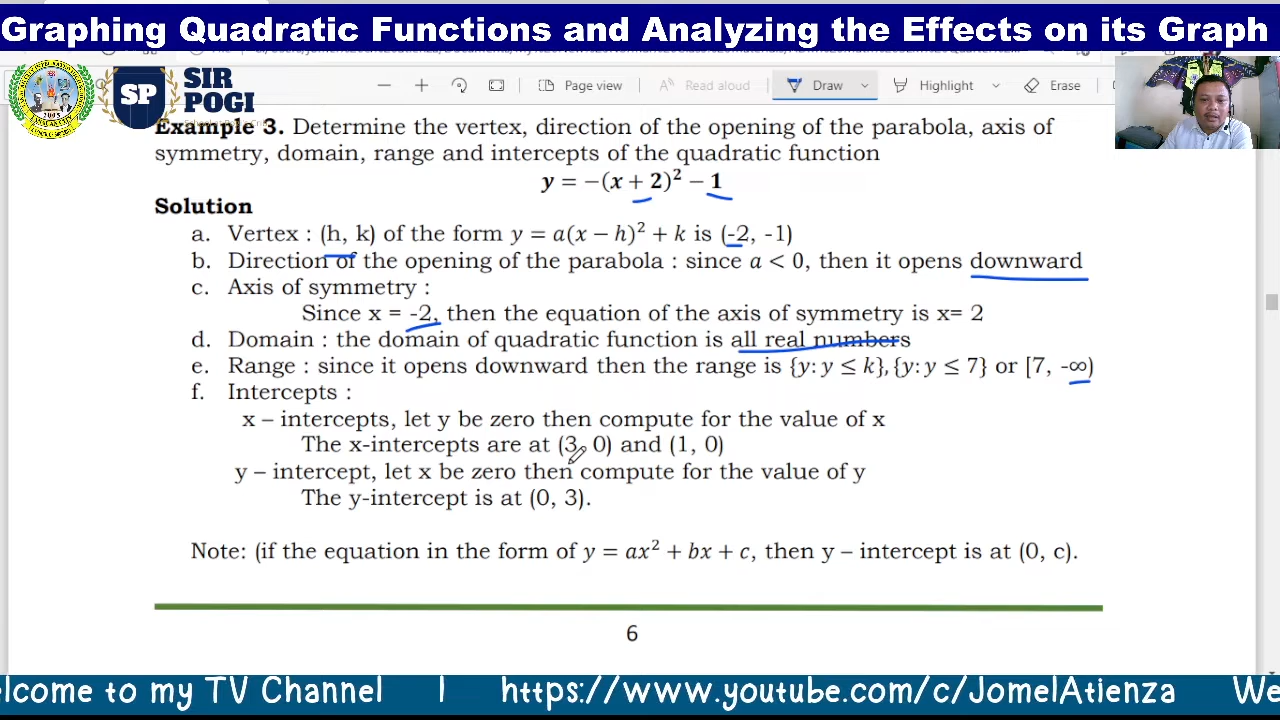 Graphing Quadratic Functions and Analyzing the Effects on its Graph
SP
SIR
POGI
2008
Page view
Read aloud
Draw
Highlight
Erase
Example 3. Determine the vertex, direction of the opening of the parabola, axis of
symmetry, domain, range and intercepts of the quadratic function
y = −(x + 2)² − 1
Solution
a. Vertex : (h, k) of the form y = a(x − h)² + k is (-2, -1)
b. Direction of the opening of the parabola : since a < 0, then it opens downward
c. Axis of symmetry :
Since x = -2, then the equation of the axis of symmetry is x= 2
d. Domain : the domain of quadratic function is all real numbers
e. Range : since it opens downward then the range is {y: y ≤ k}, {y: y ≤ 7} or [7, -∞)
f. Intercepts :
x – intercepts, let y be zero then compute for the value of x
The x-intercepts are at (3, 0) and (1, 0)
y – intercept, let x be zero then compute for the value of y
The y-intercept is at (0, 3).
Note: (if the equation in the form of y = ax² + bx + c, then y – intercept is at (0, c).
6
elcome to my TV Channel | https://www.youtube.com/c/JomelAtienza We